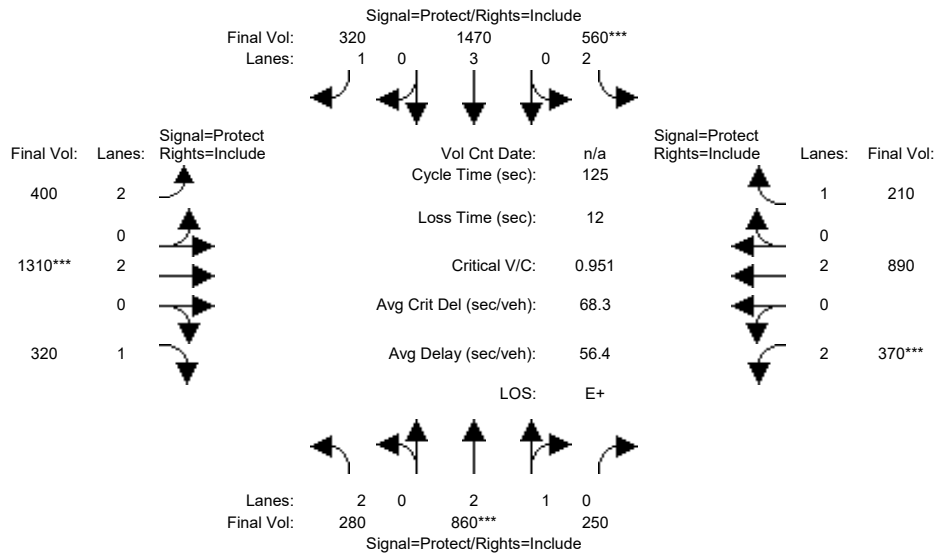 Signal=Protect/Rights=Include
Final Vol: 320 1470 560***
Lanes: 1 0 3 0 2
Signal=Protect Signal=Protect
Final Vol: Lanes: Rights=Include Vol Cnt Date: n/a Rights=Include Lanes: Final Vol:
Cycle Time (sec): 125
400 2 1 210
Loss Time (sec): 12
0 0
1310*** 2 Critical V/C: 0.951 2 890
0 Avg Crit Del (sec/veh): 68.3 0
320 1 Avg Delay (sec/veh): 56.4 2 370***
LOS: E+
Lanes: 2 0 2 1 0
Final Vol: 280 860*** 250
Signal=Protect/Rights=Include